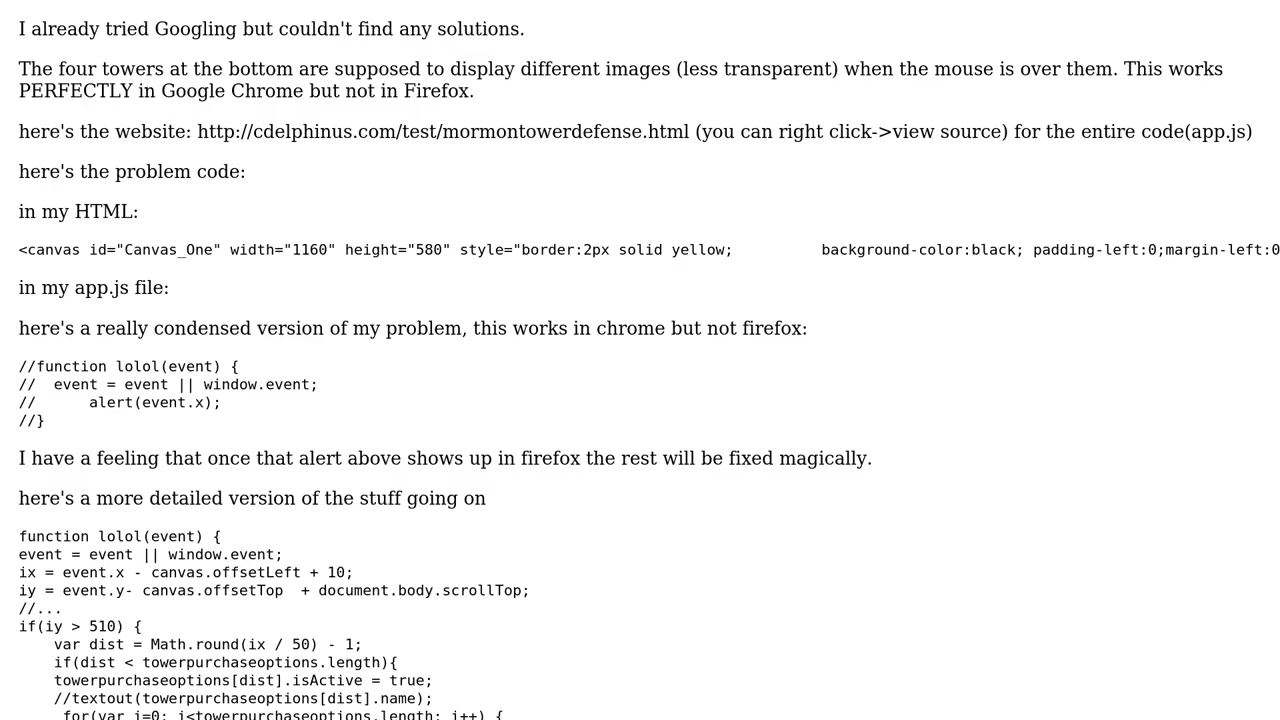 I already tried Googling but couldn't find any solutions.
The four towers at the bottom are supposed to display different images (less transparent) when the mouse is over them. This works
PERFECTLY in Google Chrome but not in Firefox.
here's the website: http://cdelphinus.com/test/mormontowerdefense.html (you can right click->view source) for the entire code(app.js)
here's the problem code:
in my HTML:
<canvas id="Canvas_One" width="1160" height="580" style="border:2px solid yellow;          background-color:black; padding-left:0;margin-left:0
in my app.js file:
here's a really condensed version of my problem, this works in chrome but not firefox:
//function lolol(event) {
//  event = event || window.event;
//      alert(event.x);
//}
I have a feeling that once that alert above shows up in firefox the rest will be fixed magically.
here's a more detailed version of the stuff going on
function lolol(event) {
event = event || window.event;
ix = event.x - canvas.offsetLeft + 10;
iy = event.y- canvas.offsetTop  + document.body.scrollTop;
//...
if(iy > 510) {
    var dist = Math.round(ix / 50) - 1;
    if(dist < towerpurchaseoptions.length){
    towerpurchaseoptions[dist].isActive = true;
    //textout(towerpurchaseoptions[dist].name);
     for(var i=0; i<towerpurchaseoptions.length; i++) {